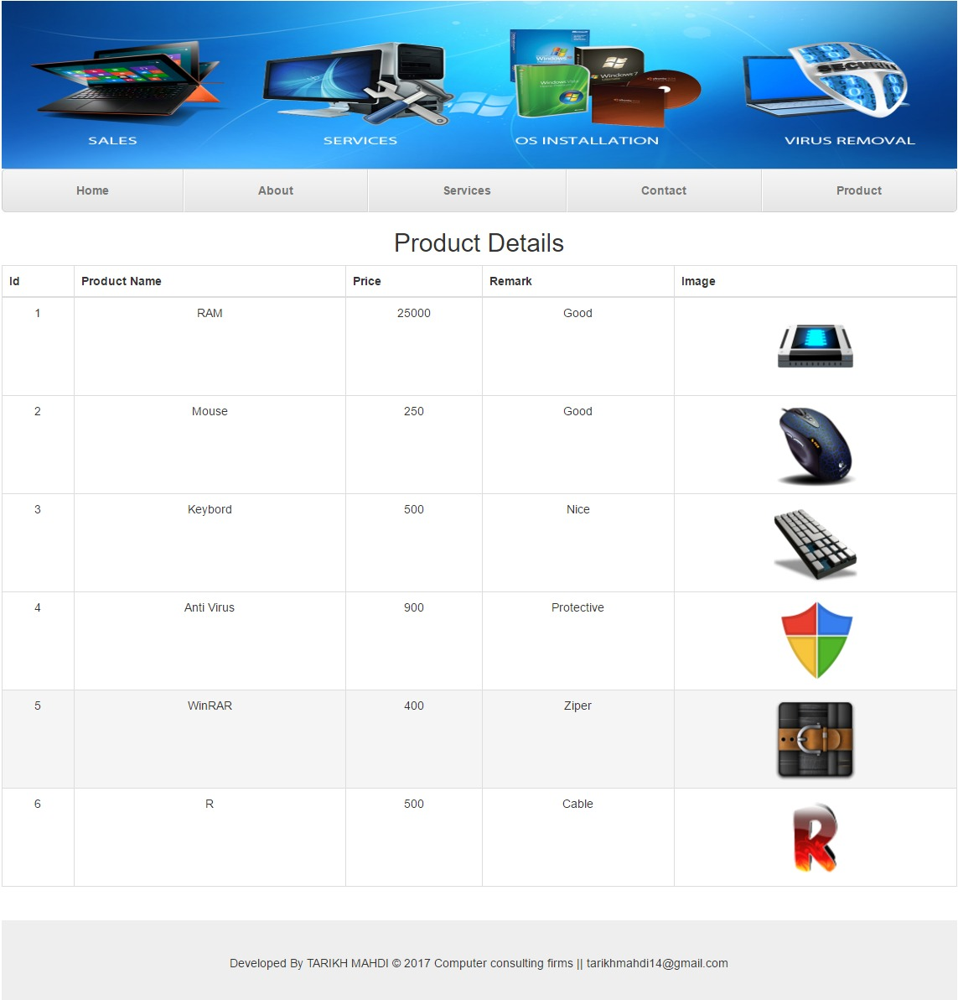 SALES
SERVICES
OS INSTALLATION
VIRUS REMOVAL
SECURITY
Home
About
Services
Contact
Product
Product Details
Id Product Name Price Remark Image
1 RAM 25000 Good
2 Mouse 250 Good
3 Keybord 500 Nice
4 Anti Virus 900 Protective
5 WinRAR 400 Ziper
6 R 500 Cable
R
Developed By TARIKH MAHDI © 2017 Computer consulting firms || tarikhmahdi14@gmail.com